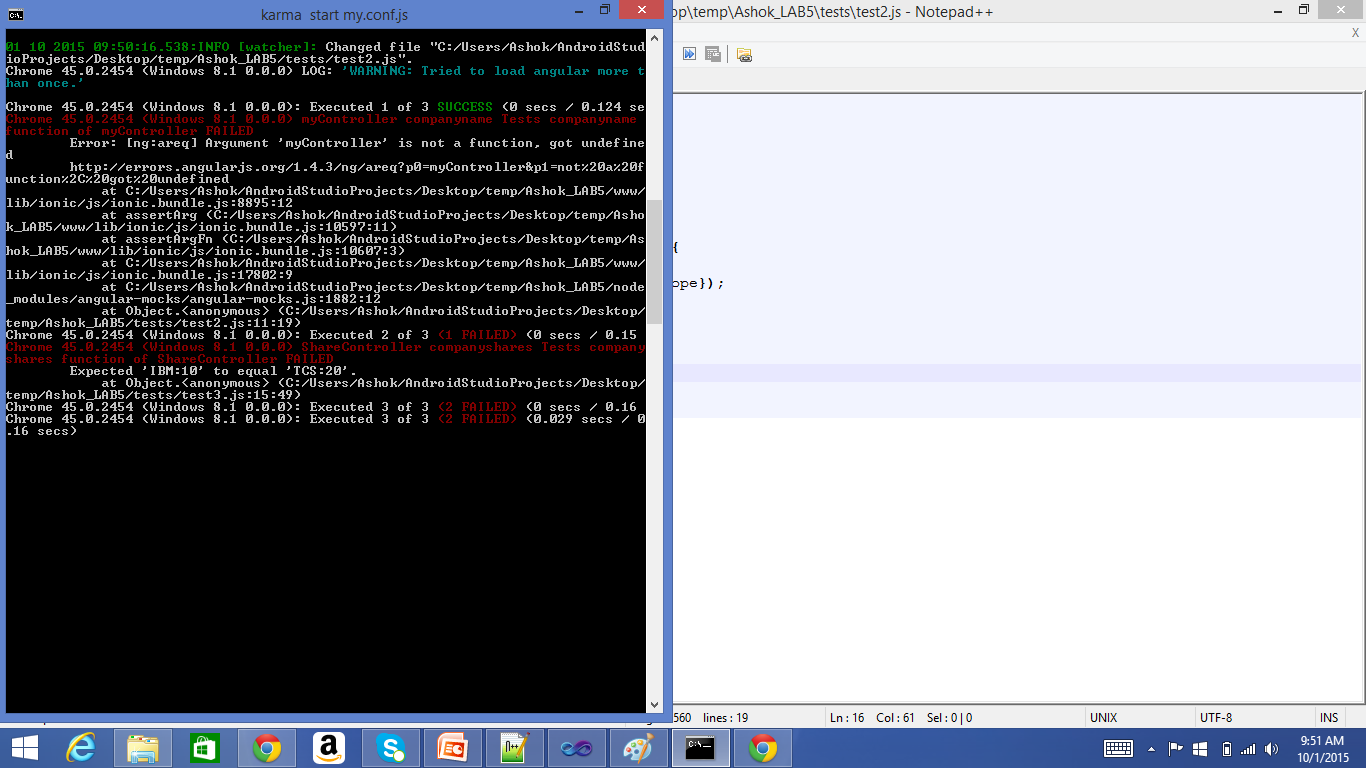 karma start my.conf.js
op\temp\Ashok_LAB5\tests\test2.js - Notepad++
X
01 10 2015 09:50:16.538:INFO [watcher]: Changed file "C:/Users/Ashok/AndroidStud
ioProjects/Desktop/temp/Ashok_LAB5/tests/test2.js".
Chrome 45.0.2454 (Windows 8.1 0.0.0) LOG: 'WARNING: Tried to load angular more t
han once.'
Chrome 45.0.2454 (Windows 8.1 0.0.0): Executed 1 of 3 SUCCESS (0 secs / 0.124 se
Chrome 45.0.2454 (Windows 8.1 0.0.0) myController companyname Tests companyname
function of myController FAILED
Error: [ng:areq] Argument 'myController' is not a function, got undefine
d
http://errors.angularjs.org/1.4.3/ng/areq?p0=myController&p1=not%20a%20f
unction%2C%20got%20undefined
at C:/Users/Ashok/AndroidStudioProjects/Desktop/temp/Ashok_LAB5/www/
lib/ionic/js/ionic.bundle.js:8895:12
at assertArg (C:/Users/Ashok/AndroidStudioProjects/Desktop/temp/Asho
k_LAB5/www/lib/ionic/js/ionic.bundle.js:10597:11)
at assertArgFn (C:/Users/Ashok/AndroidStudioProjects/Desktop/temp/As
hok_LAB5/www/lib/ionic/js/ionic.bundle.js:10607:3)
at C:/Users/Ashok/AndroidStudioProjects/Desktop/temp/Ashok_LAB5/www/
lib/ionic/js/ionic.bundle.js:17802:9
at C:/Users/Ashok/AndroidStudioProjects/Desktop/temp/Ashok_LAB5/node
_modules/angular-mocks/angular-mocks.js:1882:12
at Object.<anonymous> (C:/Users/Ashok/AndroidStudioProjects/Desktop/
temp/Ashok_LAB5/tests/test2.js:11:19)
Chrome 45.0.2454 (Windows 8.1 0.0.0): Executed 2 of 3 (1 FAILED) (0 secs / 0.15
Chrome 45.0.2454 (Windows 8.1 0.0.0) ShareController companyshares Tests company
shares function of ShareController FAILED
Expected 'IBM:10' to equal 'TCS:20'.
at Object.<anonymous> (C:/Users/Ashok/AndroidStudioProjects/Desktop/
temp/Ashok_LAB5/tests/test3.js:15:49)
Chrome 45.0.2454 (Windows 8.1 0.0.0): Executed 3 of 3 (2 FAILED) (0 secs / 0.16
Chrome 45.0.2454 (Windows 8.1 0.0.0): Executed 3 of 3 (2 FAILED) (0.029 secs / 0
.16 secs)
{
ope});
560 lines : 19
Ln : 16 Col : 61 Sel : 0 | 0
UNIX
UTF-8
INS
9:51 AM
10/1/2015